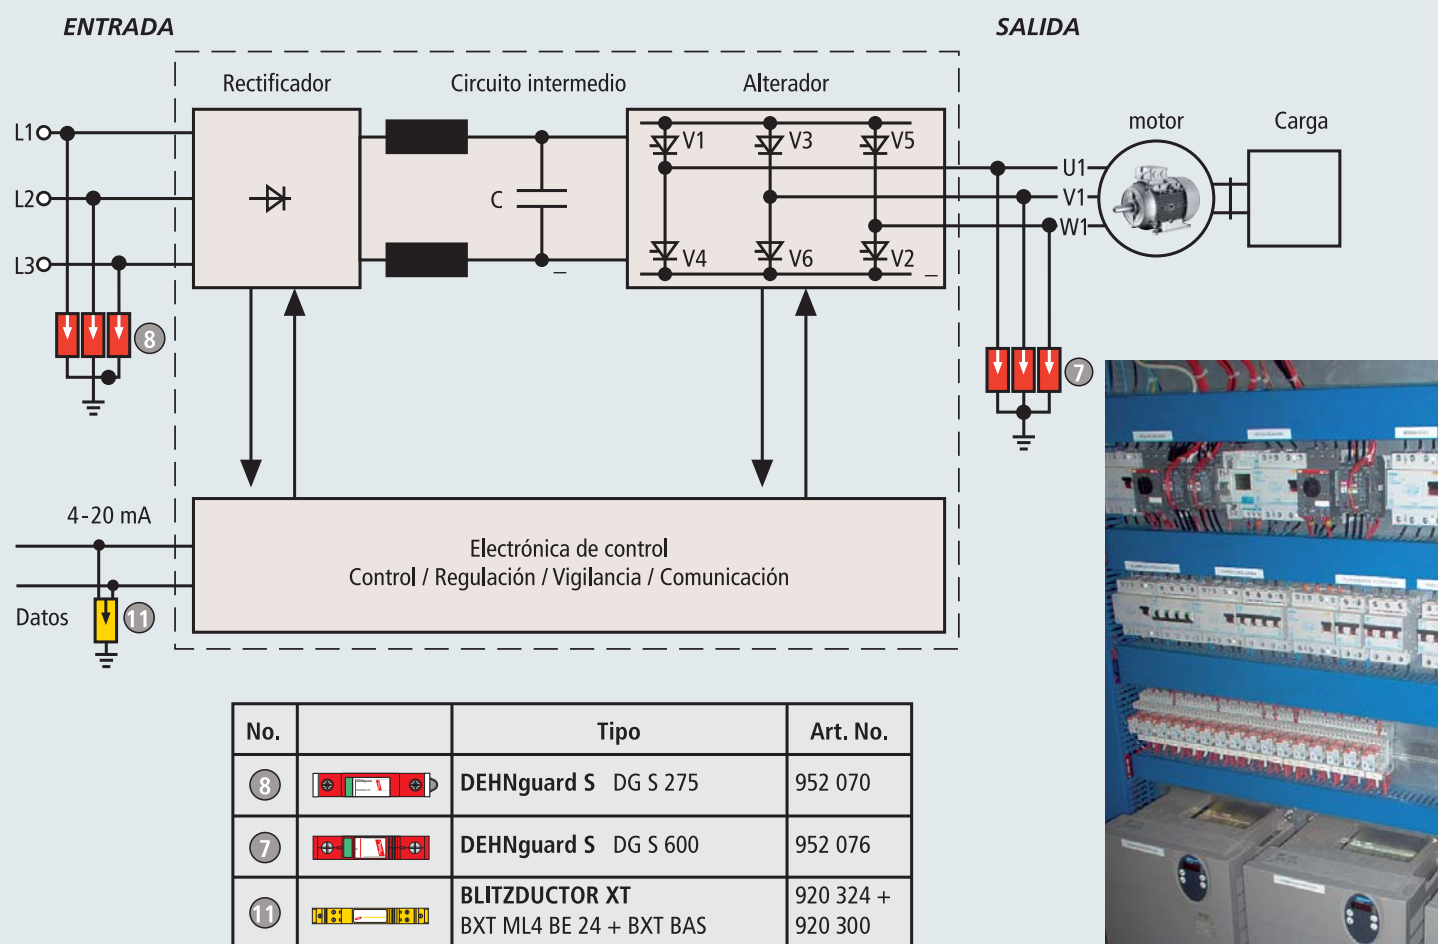 ENTRADA
SALIDA
Rectificador
Circuito intermedio
Alterador
motor
Carga
L1
L2
L3
C
–
V1
V3
V5
V4
V6
V2
–
U1
V1
W1
8
7
4-20 mA
Datos
11
Electrónica de control
Control / Regulación / Vigilancia / Comunicación
No. Tipo Art. No.
8 DEHNguard S DG S 275 952 070
7 DEHNguard S DG S 600 952 076
11 BLITZDUCTOR XT 920 324 +
BXT ML4 BE 24 + BXT BAS 920 300